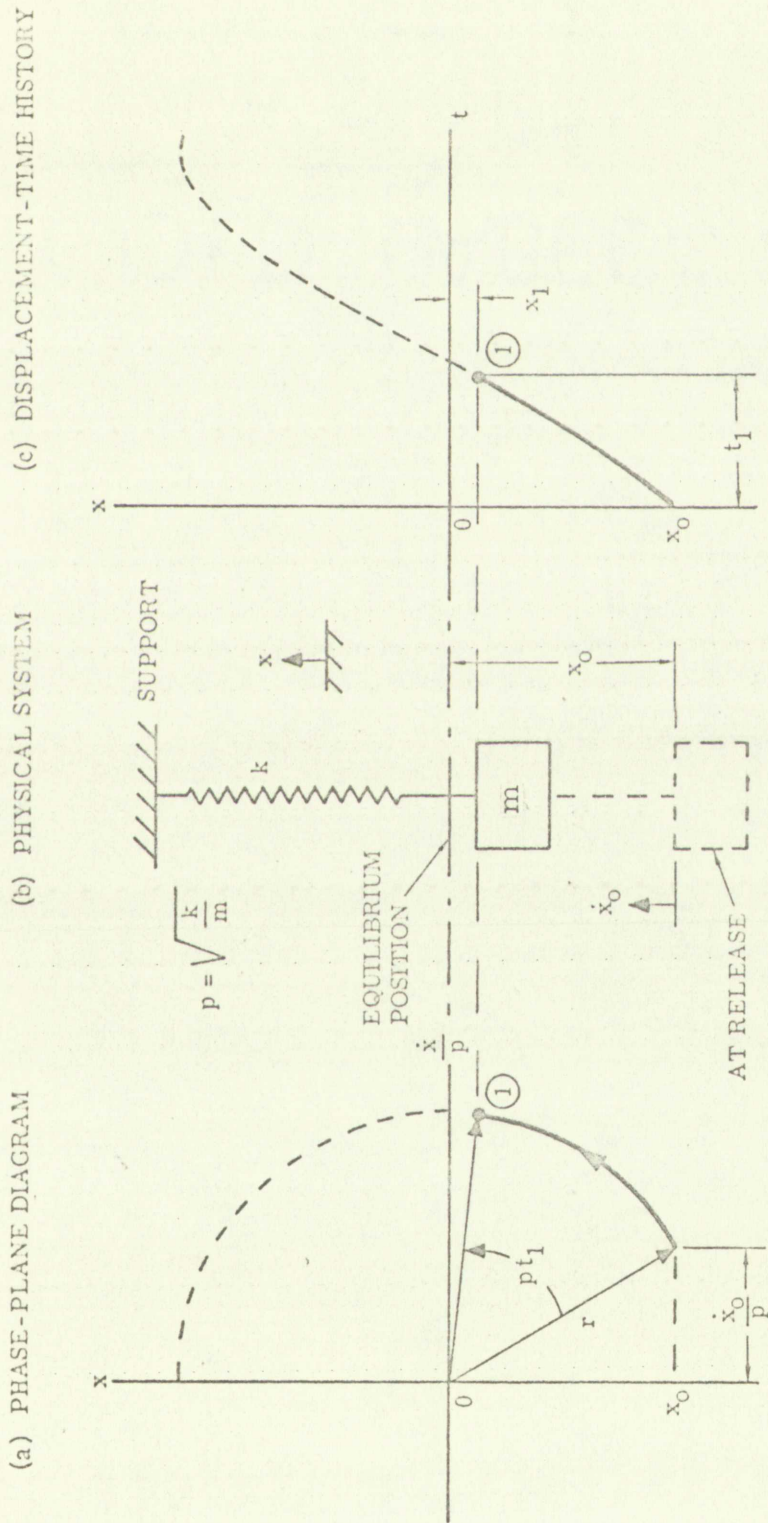 (a) PHASE-PLANE DIAGRAM
x
ẋ/p
0
x₀
r
pt₁
①
ẋ₀/p
(b) PHYSICAL SYSTEM
p = √(k/m)
SUPPORT
k
x
EQUILIBRIUM
POSITION
m
ẋ₀
x₀
AT RELEASE
(c) DISPLACEMENT-TIME HISTORY
x
t
0
x₁
①
t₁
x₀